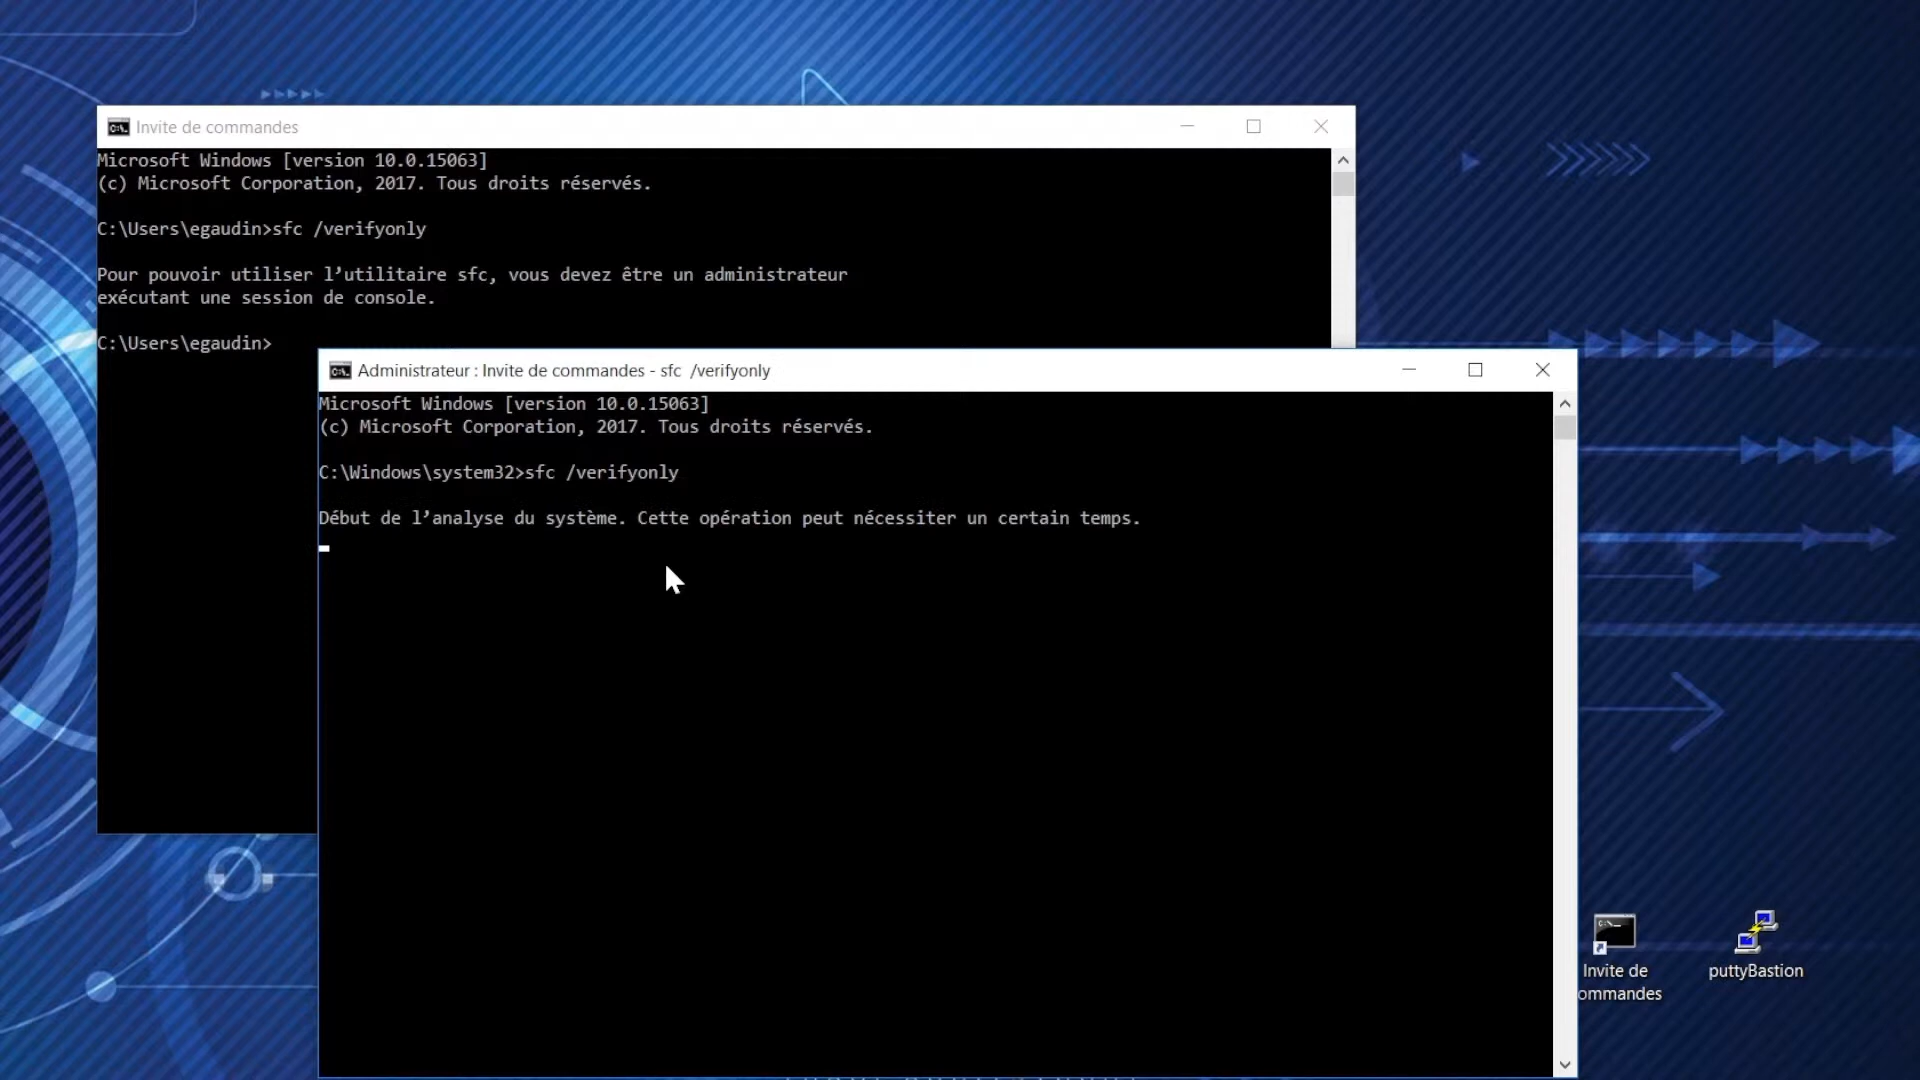 Invite de commandes
Microsoft Windows [version 10.0.15063]
(c) Microsoft Corporation, 2017. Tous droits réservés.
C:\Users\egaudin>sfc /verifyonly
Pour pouvoir utiliser l’utilitaire sfc, vous devez être un administrateur
exécutant une session de console.
C:\Users\egaudin>
Administrateur : Invite de commandes - sfc  /verifyonly
Microsoft Windows [version 10.0.15063]
(c) Microsoft Corporation, 2017. Tous droits réservés.
C:\Windows\system32>sfc /verifyonly
Début de l’analyse du système. Cette opération peut nécessiter un certain temps.
Invite de
ommandes
puttyBastion